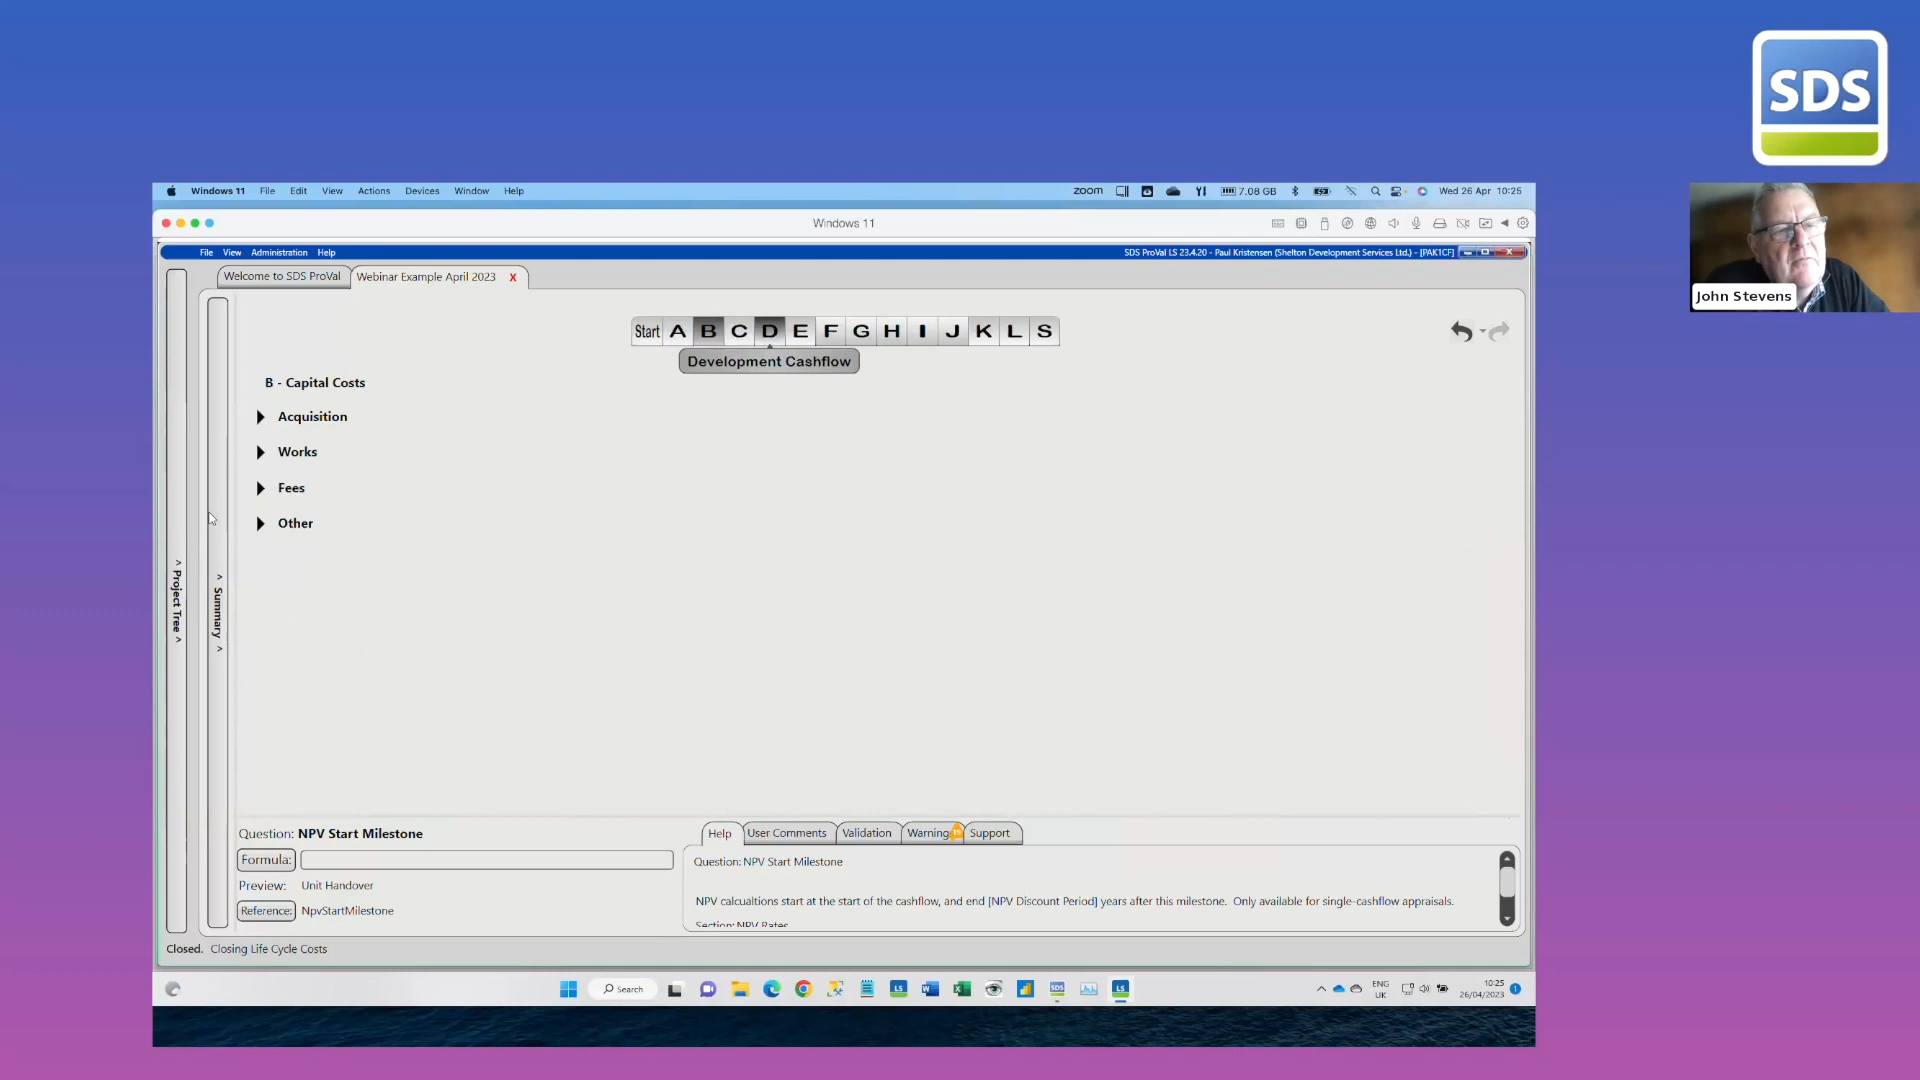 SDS
Windows 11 File Edit View Actions Devices Window Help
zoom 7.08 GB Wed 26 Apr 10:25
Windows 11
File View Administration Help
SDS ProVal LS 23.4.20 - Paul Kristensen (Shelton Development Services Ltd.) - [PAK1CF]
Welcome to SDS ProVal
Webinar Example April 2023 X
John Stevens
Start A B C D E F G H I J K L S
Development Cashflow
B - Capital Costs
Acquisition
Works
Fees
Other
^ Project Tree ^
^ Summary ^
Question: NPV Start Milestone
Formula:
Preview: Unit Handover
Reference: NpvStartMilestone
Help User Comments Validation Warning 15 Support
Question: NPV Start Milestone
NPV calcualtions start at the start of the cashflow, and end [NPV Discount Period] years after this milestone. Only available for single-cashflow appraisals.
Section: NPV Rates
Closed. Closing Life Cycle Costs
Search
ENG
UK
10:25
26/04/2023
1